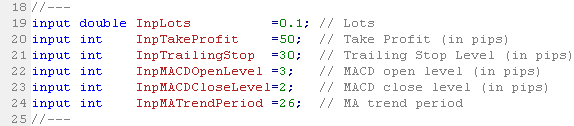 18 //---
19 input double InpLots         =0.1; // Lots
20 input int    InpTakeProfit   =50;  // Take Profit (in pips)
21 input int    InpTrailingStop =30;  // Trailing Stop Level (in pips)
22 input int    InpMACDOpenLevel =3;  // MACD open level (in pips)
23 input int    InpMACDCloseLevel=2;  // MACD close level (in pips)
24 input int    InpMATrendPeriod =26; // MA trend period
25 //---